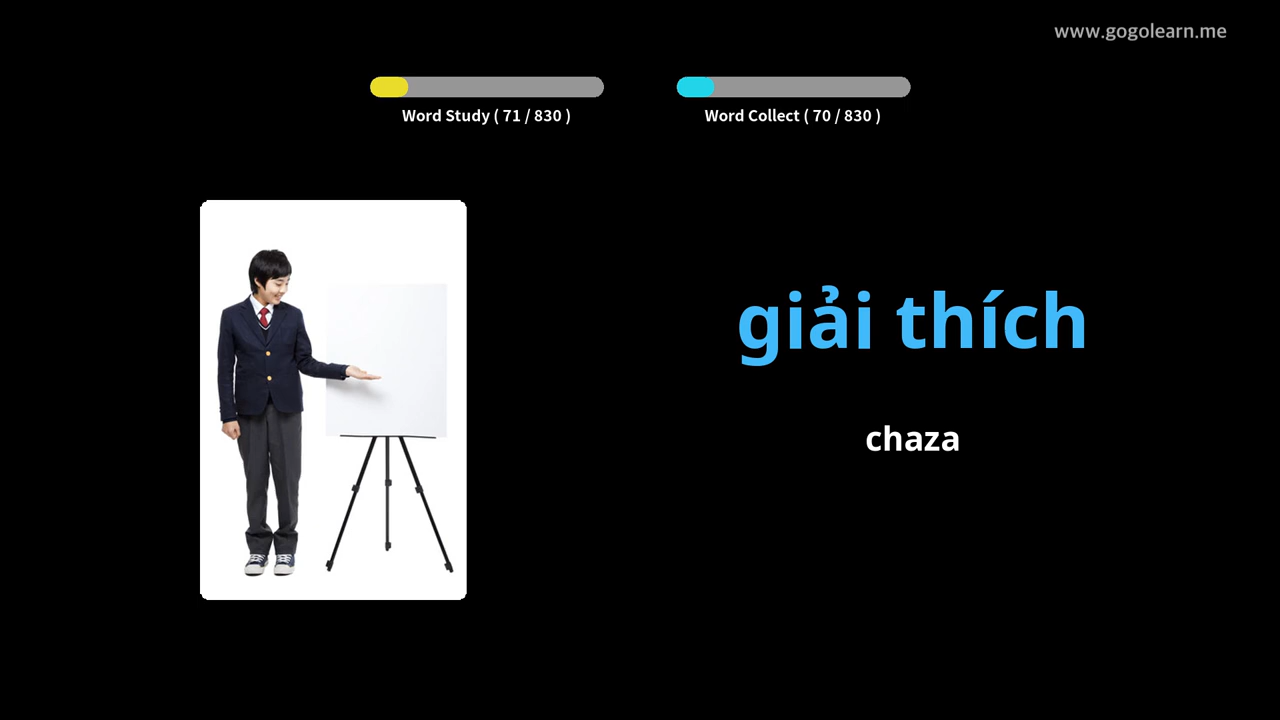 www.gogolearn.me
Word Study ( 71 / 830 )
Word Collect ( 70 / 830 )
giải thích
chaza